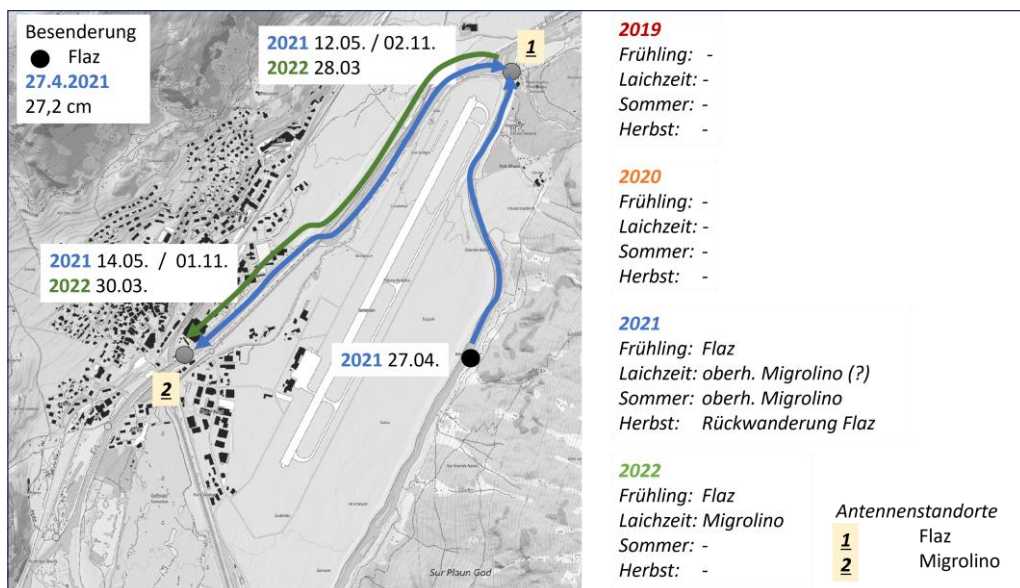 Besenderung
Flaz
27.4.2021
27,2 cm
2021 12.05. / 02.11.
2022 28.03
1
2021 14.05. / 01.11.
2022 30.03.
2021 27.04.
2
Sur Plaun God
2019
Frühling: -
Laichzeit: -
Sommer: -
Herbst: -
2020
Frühling: -
Laichzeit: -
Sommer: -
Herbst: -
2021
Frühling: Flaz
Laichzeit: oberh. Migrolino (?)
Sommer: oberh. Migrolino
Herbst: Rückwanderung Flaz
2022
Frühling: Flaz
Laichzeit: Migrolino
Sommer: -
Herbst: -
Antennenstandorte
1 Flaz
2 Migrolino